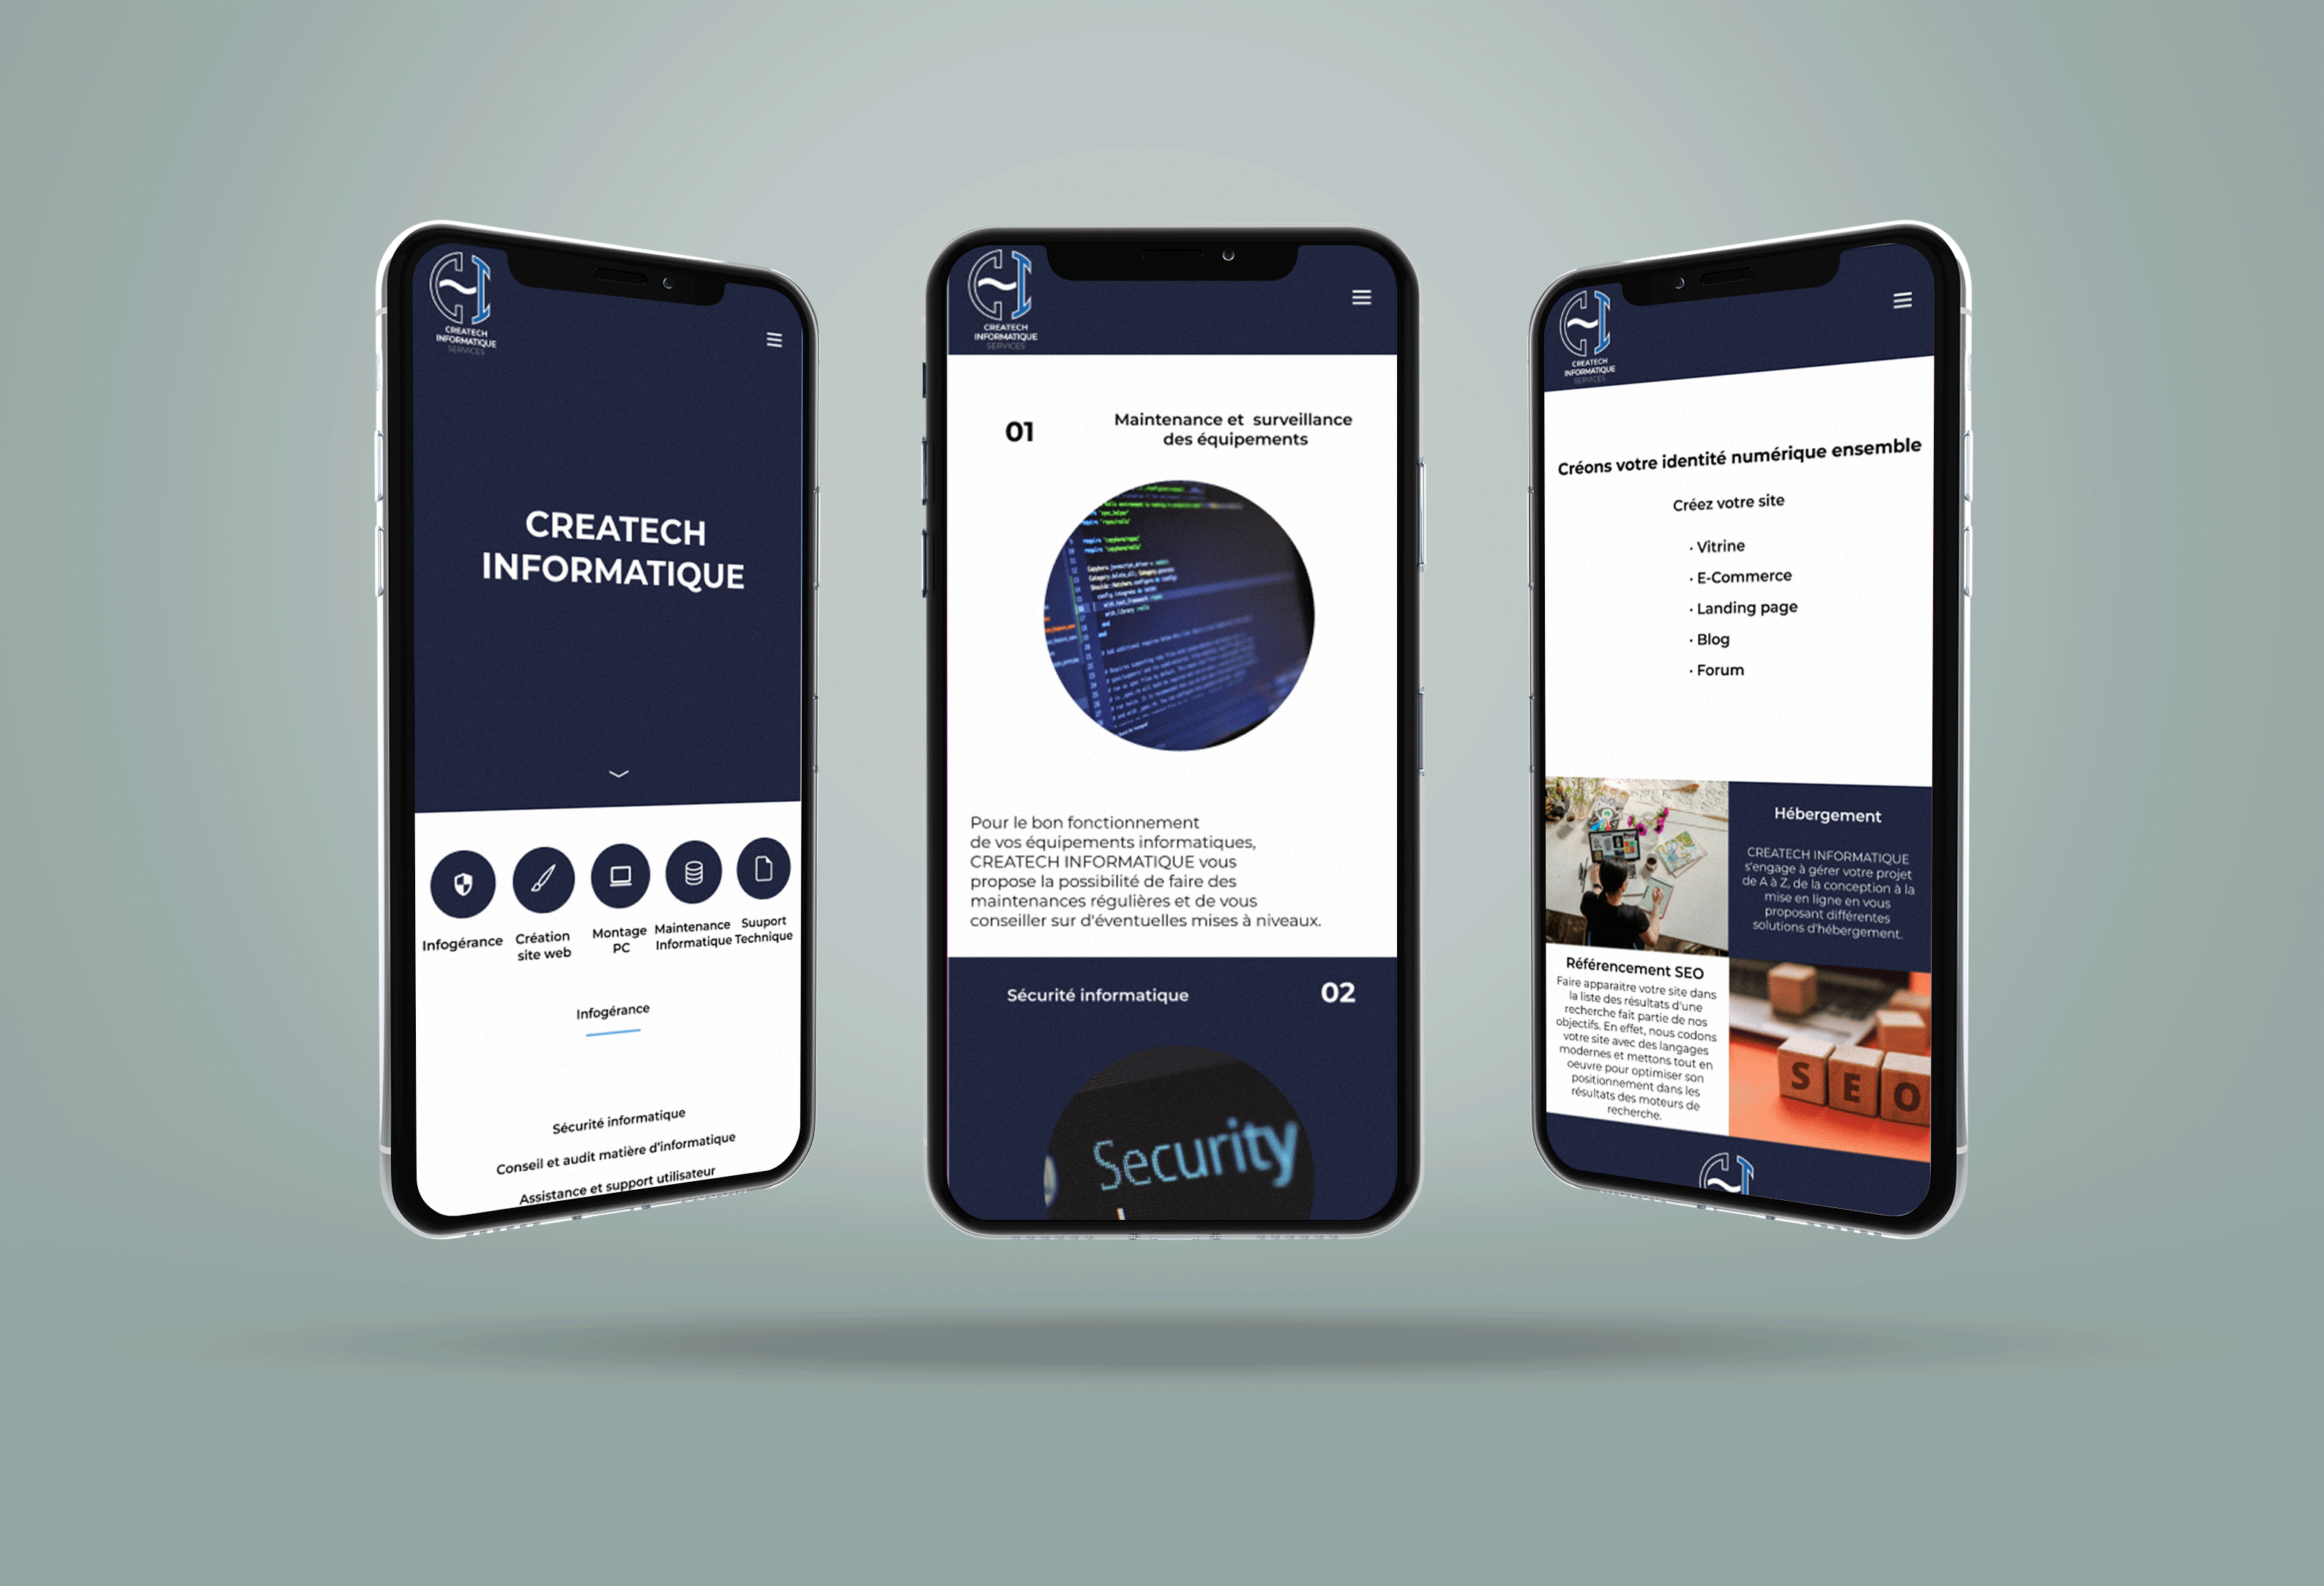 CREATECH
INFORMATIQUE
SERVICES
CREATECH
INFORMATIQUE
Infogérance
Création
site web
Montage
PC
Maintenance
Informatique
Suuport
Technique
Infogérance
Sécurité informatique
Conseil et audit matière d'informatique
Assistance et support utilisateur
CREATECH
INFORMATIQUE
SERVICES
01
Maintenance et surveillance
des équipements
Pour le bon fonctionnement
de vos équipements informatiques,
CREATECH INFORMATIQUE vous
propose la possibilité de faire des
maintenances régulières et de vous
conseiller sur d'éventuelles mises à niveaux.
Sécurité informatique
02
Security
CREATECH
INFORMATIQUE
SERVICES
Créons votre identité numérique ensemble
Créez votre site
· Vitrine
· E-Commerce
· Landing page
· Blog
· Forum
Hébergement
CREATECH INFORMATIQUE
s'engage à gérer votre projet
de A à Z, de la conception à la
mise en ligne en vous
proposant différentes
solutions d'hébergement.
Référencement SEO
Faire apparaitre votre site dans
la liste des résultats d'une
recherche fait partie de nos
objectifs. En effet, nous codons
votre site avec des langages
modernes et mettons tout en
oeuvre pour optimiser son
positionnement dans les
résultats des moteurs de
recherche.
SEO